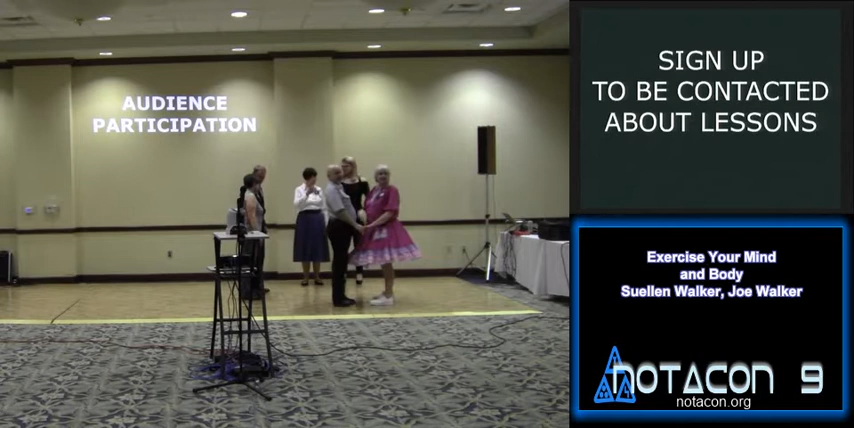 AUDIENCE
PARTICIPATION
SIGN UP
TO BE CONTACTED
ABOUT LESSONS
Exercise Your Mind
and Body
Suellen Walker, Joe Walker
NOTACON 9
notacon.org